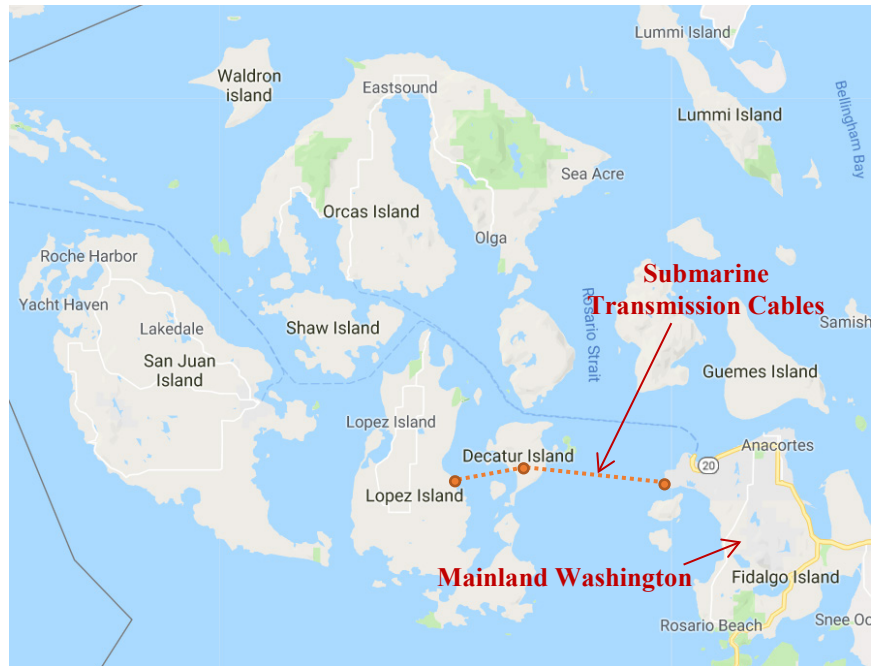 Lummi Island
Waldron
island
Eastsound
Lummi Island
Bellingham Bay
Sea Acre
Orcas Island
Olga
Roche Harbor
Submarine
Transmission Cables
Rosario Strait
Yacht Haven
Lakedale
Shaw Island
Samish
San Juan
Island
Guemes Island
Lopez Island
Anacortes
Decatur Island
20
Lopez Island
Mainland Washington
Fidalgo Island
Rosario Beach
Snee Oo